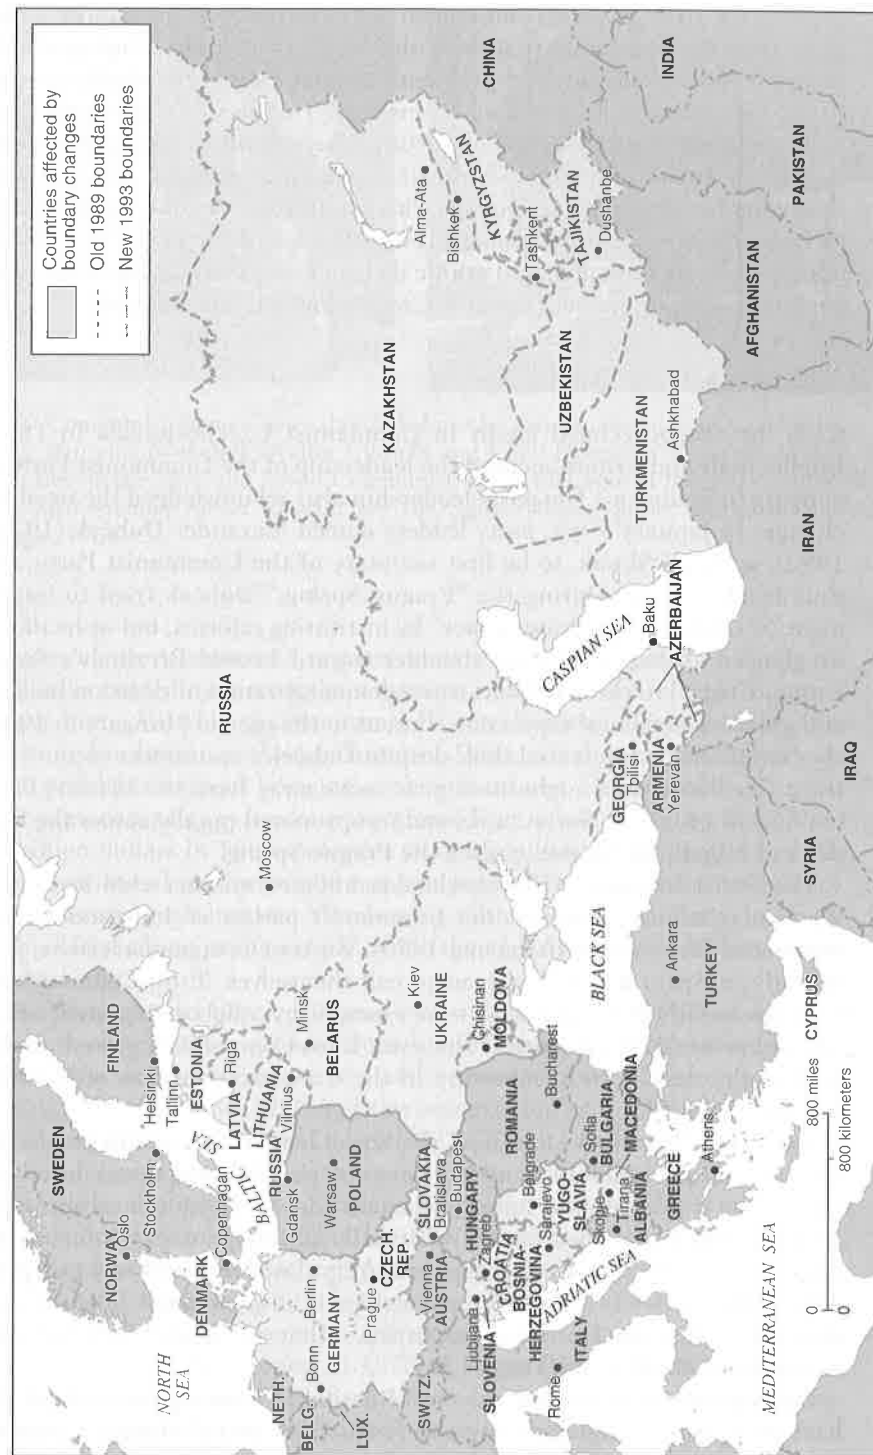 Countries affected by
boundary changes
Old 1989 boundaries
New 1993 boundaries
NORWAY
Oslo
SWEDEN
Stockholm
FINLAND
Helsinki
Tallinn
ESTONIA
RUSSIA
Moscow
NORTH
SEA
DENMARK
Copenhagan
BALTIC
SEA
LATVIA
Riga
LITHUANIA
Vilnius
RUSSIA
Gdańsk
Minsk
BELARUS
NETH.
BELG.
LUX.
Bonn
GERMANY
Berlin
Warsaw
POLAND
Prague
CZECH.
REP.
Kiev
UKRAINE
KAZAKHSTAN
Alma-Ata
Bishkek
KYRGYZSTAN
CHINA
SWITZ.
Vienna
AUSTRIA
SLOVAKIA
Bratislava
Budapest
HUNGARY
Chisinan
MOLDOVA
Ljubljana
SLOVENIA
Zagreb
CROATIA
BOSNIA-
HERZEGOVINA
Sarajevo
Belgrade
YUGO-
SLAVIA
ROMANIA
Bucharest
CASPIAN SEA
UZBEKISTAN
Tashkent
TAJIKISTAN
Dushanbe
ADRIATIC SEA
ITALY
Rome
Skopje
Sofia
BULGARIA
MACEDONIA
Tirana
ALBANIA
BLACK SEA
GEORGIA
Tbilisi
ARMENIA
Yerevan
Baku
AZERBAIJAN
TURKMENISTAN
Ashkhabad
INDIA
GREECE
Athens
Ankara
TURKEY
AFGHANISTAN
PAKISTAN
MEDITERRANEAN SEA
CYPRUS
SYRIA
IRAQ
IRAN
0
800 miles
0
800 kilometers